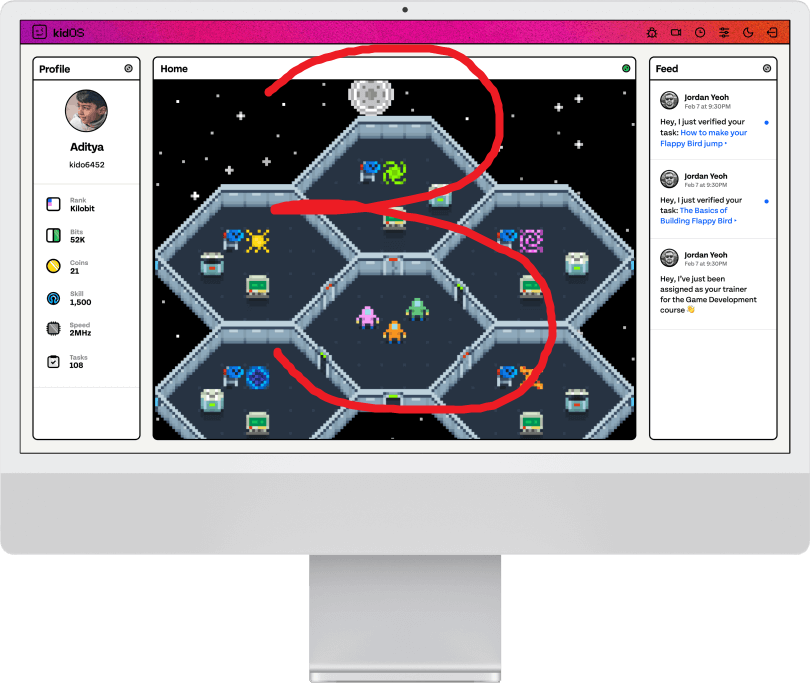 kidOS
Profile
Aditya
kido6452
Rank
Kilobit
Bits
52K
Coins
21
Skill
1,500
Speed
2MHz
Tasks
108
Home
3
Feed
Jordan Yeoh
Feb 7 at 9:30PM
Hey, I just verified your
task: How to make your
Flappy Bird jump
Jordan Yeoh
Feb 7 at 9:30PM
Hey, I just verified your
task: The Basics of
Building Flappy Bird
Jordan Yeoh
Feb 7 at 9:30PM
Hey, I've just been
assigned as your trainer
for the Game Development
course 👋